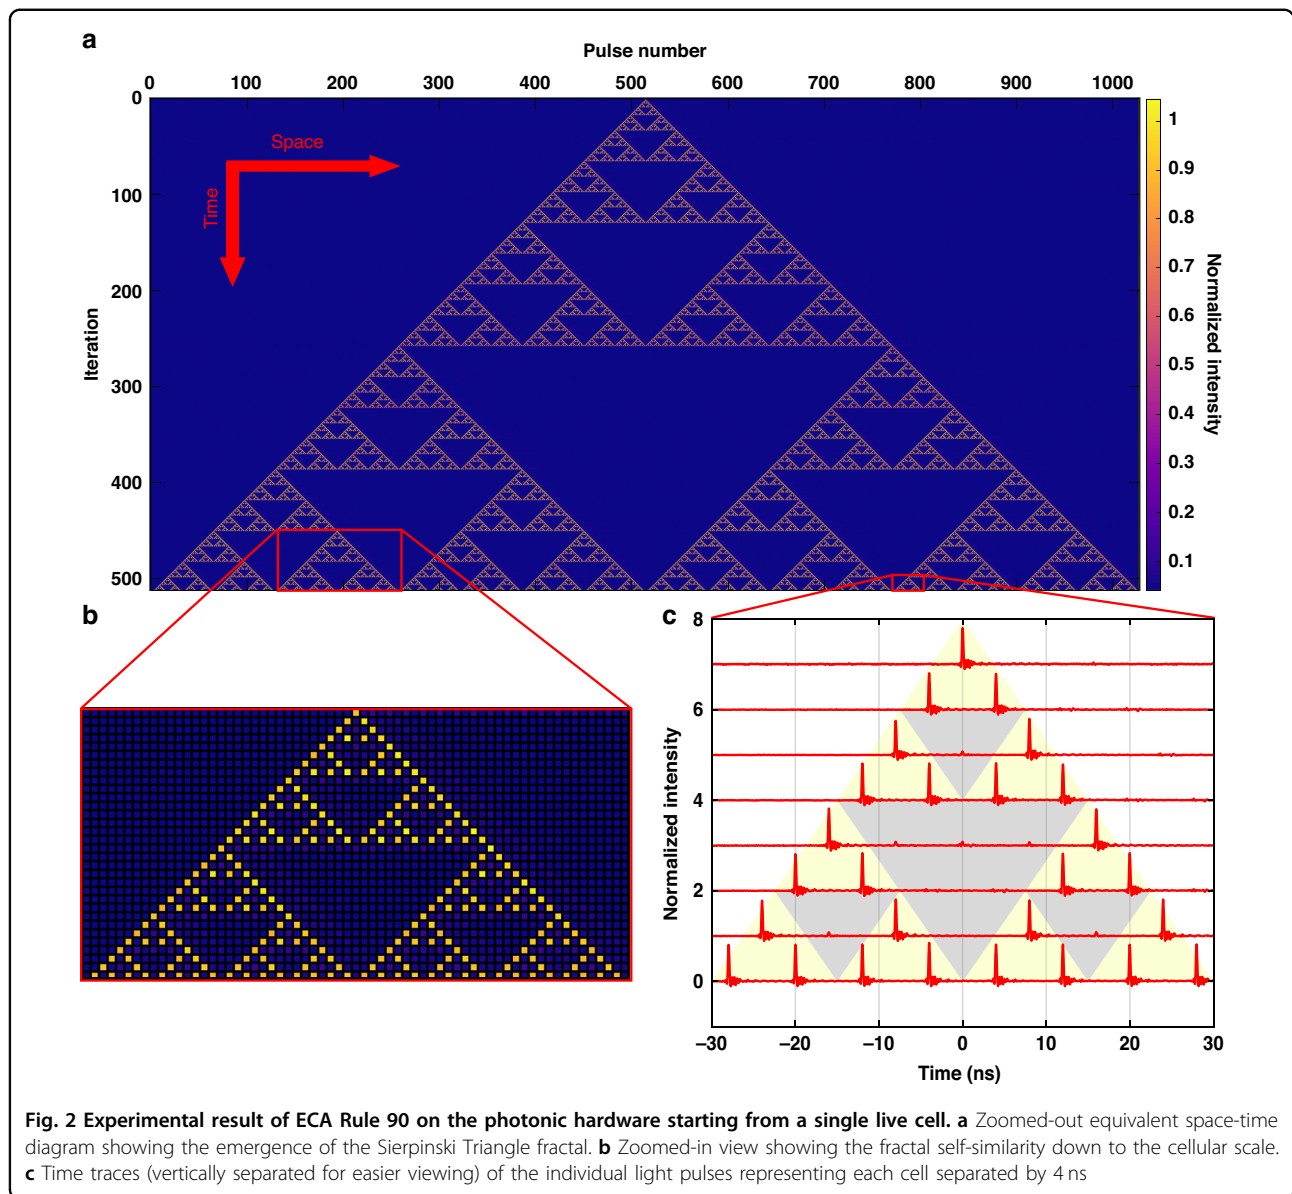 a
Pulse number
0 100 200 300 400 500 600 700 800 900 1000
0
100
200
300
400
500
Iteration
Space
Time
1
0.9
0.8
0.7
0.6
0.5
0.4
0.3
0.2
0.1
Normalized intensity
b
c
8
6
4
2
0
Normalized intensity
–30 –20 –10 0 10 20 30
Time (ns)
Fig. 2 Experimental result of ECA Rule 90 on the photonic hardware starting from a single live cell. a Zoomed-out equivalent space-time
diagram showing the emergence of the Sierpinski Triangle fractal. b Zoomed-in view showing the fractal self-similarity down to the cellular scale.
c Time traces (vertically separated for easier viewing) of the individual light pulses representing each cell separated by 4 ns